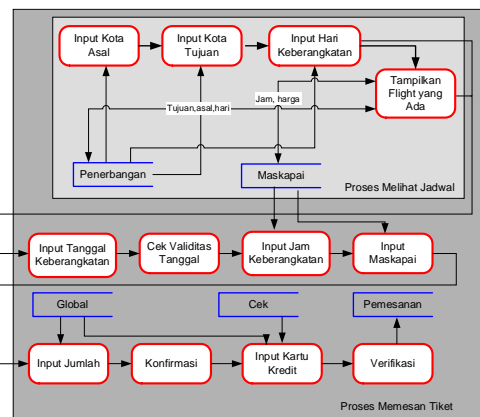 Input Kota
Asal
Input Kota
Tujuan
Input Hari
Keberangkatan
Tampilkan
Flight yang
Ada
Jam, harga
Tujuan,asal,hari
Penerbangan
Maskapai
Proses Melihat Jadwal
Input Tanggal
Keberangkatan
Cek Validitas
Tanggal
Input Jam
Keberangkatan
Input
Maskapai
Global
Cek
Pemesanan
Input Jumlah
Konfirmasi
Input Kartu
Kredit
Verifikasi
Proses Memesan Tiket